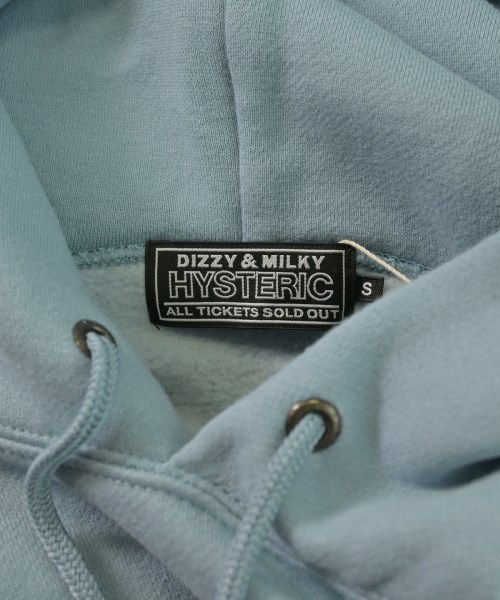 DIZZY & MILKY
HYSTERIC
ALL TICKETS SOLD OUT
S